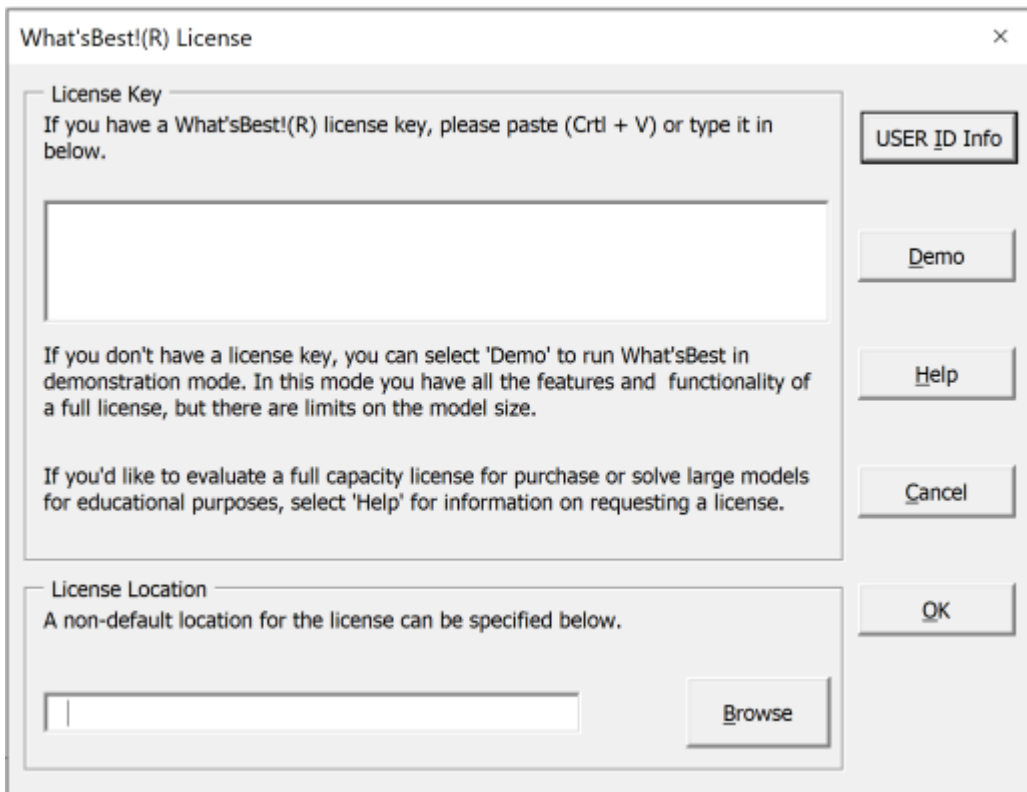 What'sBest!(R) License
License Key
If you have a What'sBest!(R) license key, please paste (Crtl + V) or type it in
below.
USER ID Info
Demo
If you don't have a license key, you can select 'Demo' to run What'sBest in
demonstration mode. In this mode you have all the features and  functionality of
a full license, but there are limits on the model size.
Help
If you'd like to evaluate a full capacity license for purchase or solve large models
for educational purposes, select 'Help' for information on requesting a license.
Cancel
License Location
A non-default location for the license can be specified below.
OK
Browse